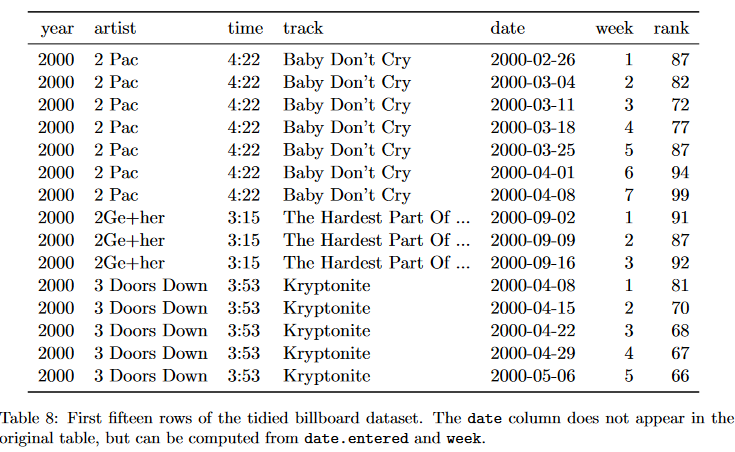 year artist time track date week rank
2000 2 Pac 4:22 Baby Don't Cry 2000-02-26 1 87
2000 2 Pac 4:22 Baby Don't Cry 2000-03-04 2 82
2000 2 Pac 4:22 Baby Don't Cry 2000-03-11 3 72
2000 2 Pac 4:22 Baby Don't Cry 2000-03-18 4 77
2000 2 Pac 4:22 Baby Don't Cry 2000-03-25 5 87
2000 2 Pac 4:22 Baby Don't Cry 2000-04-01 6 94
2000 2 Pac 4:22 Baby Don't Cry 2000-04-08 7 99
2000 2Ge+her 3:15 The Hardest Part Of ... 2000-09-02 1 91
2000 2Ge+her 3:15 The Hardest Part Of ... 2000-09-09 2 87
2000 2Ge+her 3:15 The Hardest Part Of ... 2000-09-16 3 92
2000 3 Doors Down 3:53 Kryptonite 2000-04-08 1 81
2000 3 Doors Down 3:53 Kryptonite 2000-04-15 2 70
2000 3 Doors Down 3:53 Kryptonite 2000-04-22 3 68
2000 3 Doors Down 3:53 Kryptonite 2000-04-29 4 67
2000 3 Doors Down 3:53 Kryptonite 2000-05-06 5 66
Table 8: First fifteen rows of the tidied billboard dataset. The date column does not appear in the
original table, but can be computed from date.entered and week.